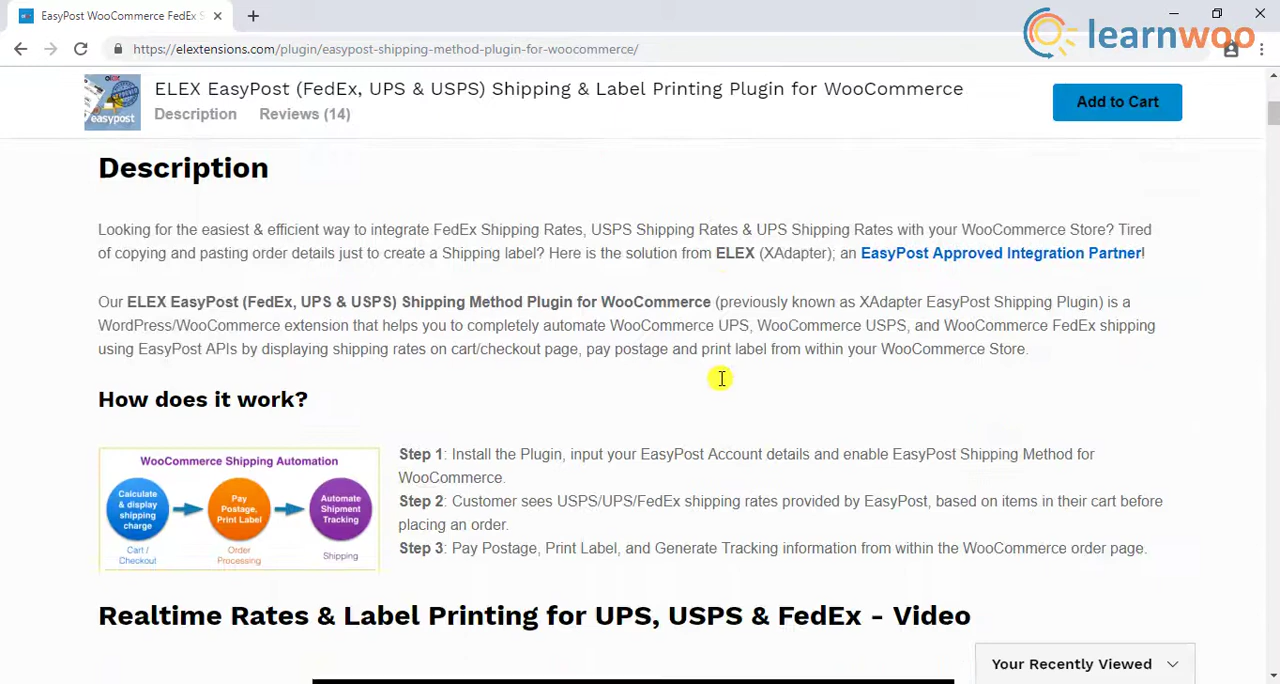 EasyPost WooCommerce FedEx S
learnwoo
https://elextensions.com/plugin/easypost-shipping-method-plugin-for-woocommerce/
ELEX EasyPost (FedEx, UPS & USPS) Shipping & Label Printing Plugin for WooCommerce
Add to Cart
easypost
Description Reviews (14)
Description
Looking for the easiest & efficient way to integrate FedEx Shipping Rates, USPS Shipping Rates & UPS Shipping Rates with your WooCommerce Store? Tired
of copying and pasting order details just to create a Shipping label? Here is the solution from ELEX (XAdapter); an EasyPost Approved Integration Partner!
Our ELEX EasyPost (FedEx, UPS & USPS) Shipping Method Plugin for WooCommerce (previously known as XAdapter EasyPost Shipping Plugin) is a
WordPress/WooCommerce extension that helps you to completely automate WooCommerce UPS, WooCommerce USPS, and WooCommerce FedEx shipping
using EasyPost APIs by displaying shipping rates on cart/checkout page, pay postage and print label from within your WooCommerce Store.
How does it work?
WooCommerce Shipping Automation
Calculate
& display
shipping
charge
Pay
Postage,
Print Label
Automate
Shipment
Tracking
Cart /
Checkout
Order
Processing
Shipping
Step 1: Install the Plugin, input your EasyPost Account details and enable EasyPost Shipping Method for
WooCommerce.
Step 2: Customer sees USPS/UPS/FedEx shipping rates provided by EasyPost, based on items in their cart before
placing an order.
Step 3: Pay Postage, Print Label, and Generate Tracking information from within the WooCommerce order page.
Realtime Rates & Label Printing for UPS, USPS & FedEx - Video
Your Recently Viewed